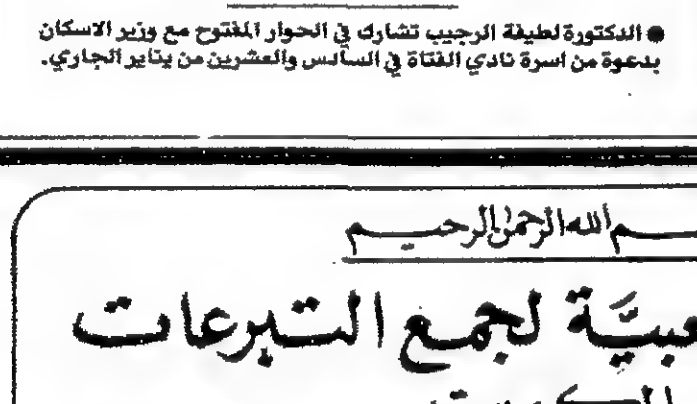 ● الدكتورة لطيفة الرجيب تشارك في الحوار المفتوح مع وزير الاسكان
بدعوة من اسرة نادي الفتاة في السادس والعشرين من يناير الجاري.
الله الرحمن الرحيم
لجمع التبرعات